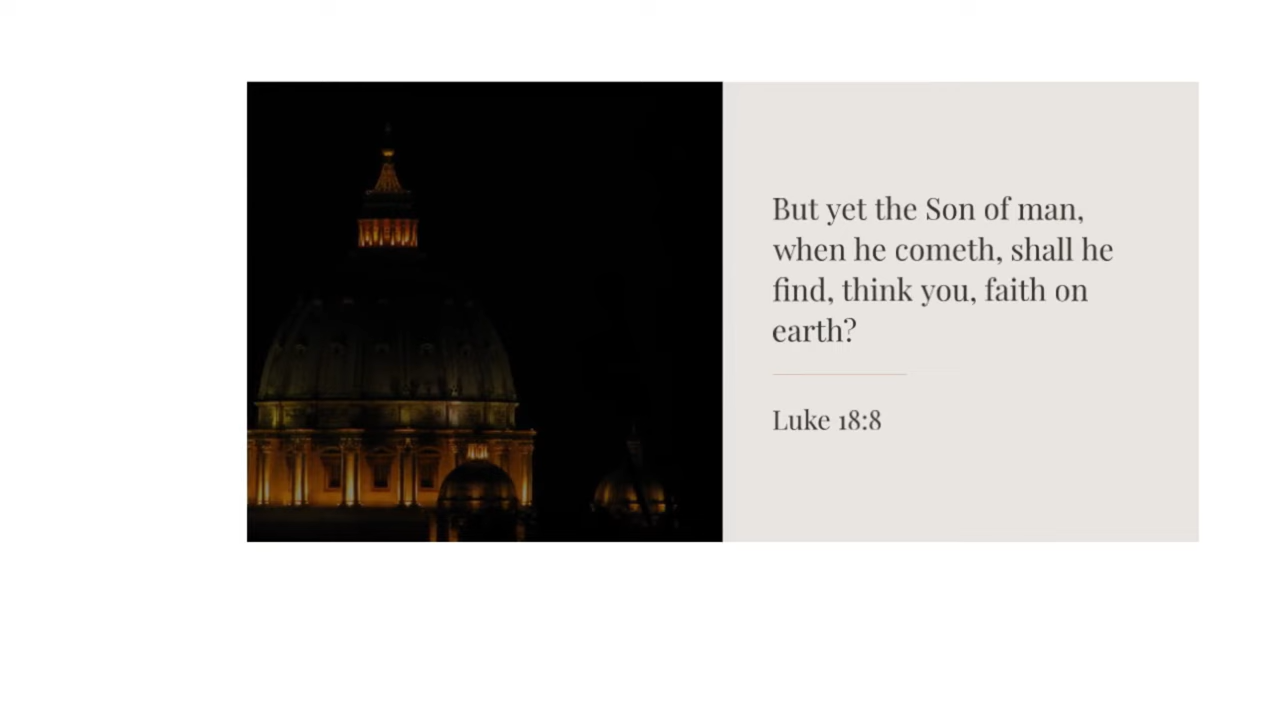 But yet the Son of man,
when he cometh, shall he
find, think you, faith on
earth?
Luke 18:8